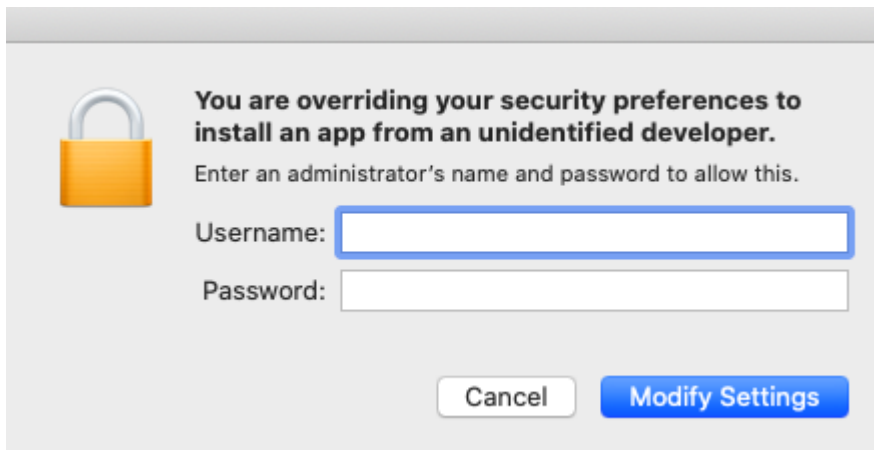 You are overriding your security preferences to
install an app from an unidentified developer.
Enter an administrator's name and password to allow this.
Username:
Password:
Cancel
Modify Settings